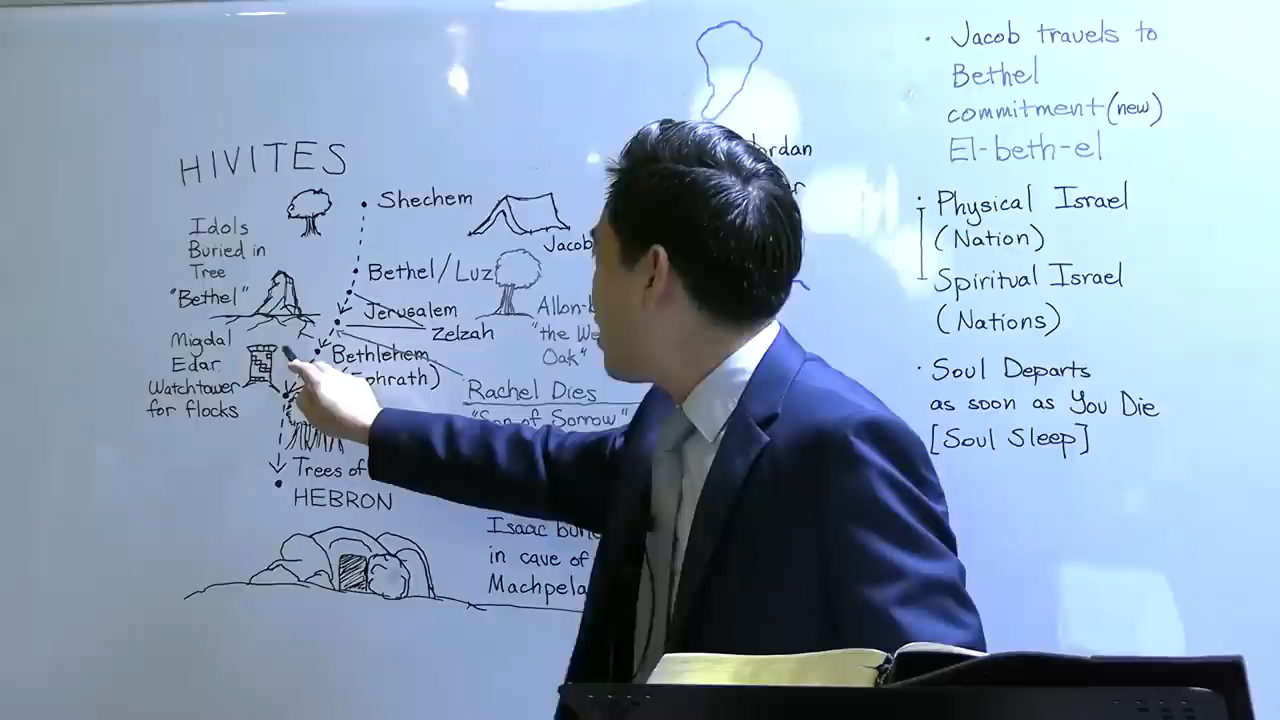 HIVITES
Idols
Buried in
Tree
"Bethel"
Migdal
Edar
Watchtower
for flocks
Shechem
Bethel/Luz
Jerusalem
Zelzah
Bethlehem
(Ephrath)
Trees of
HEBRON
Jacob
Allon-
"the We
Oak"
Rachel Dies
"Son of Sorrow"
Isaac
in cave of
Machpela
Jordan
• Jacob travels to
Bethel
commitment (new)
El-beth-el
• Physical Israel
(Nation)
Spiritual Israel
(Nations)
• Soul Departs
as soon as You Die
[Soul Sleep]